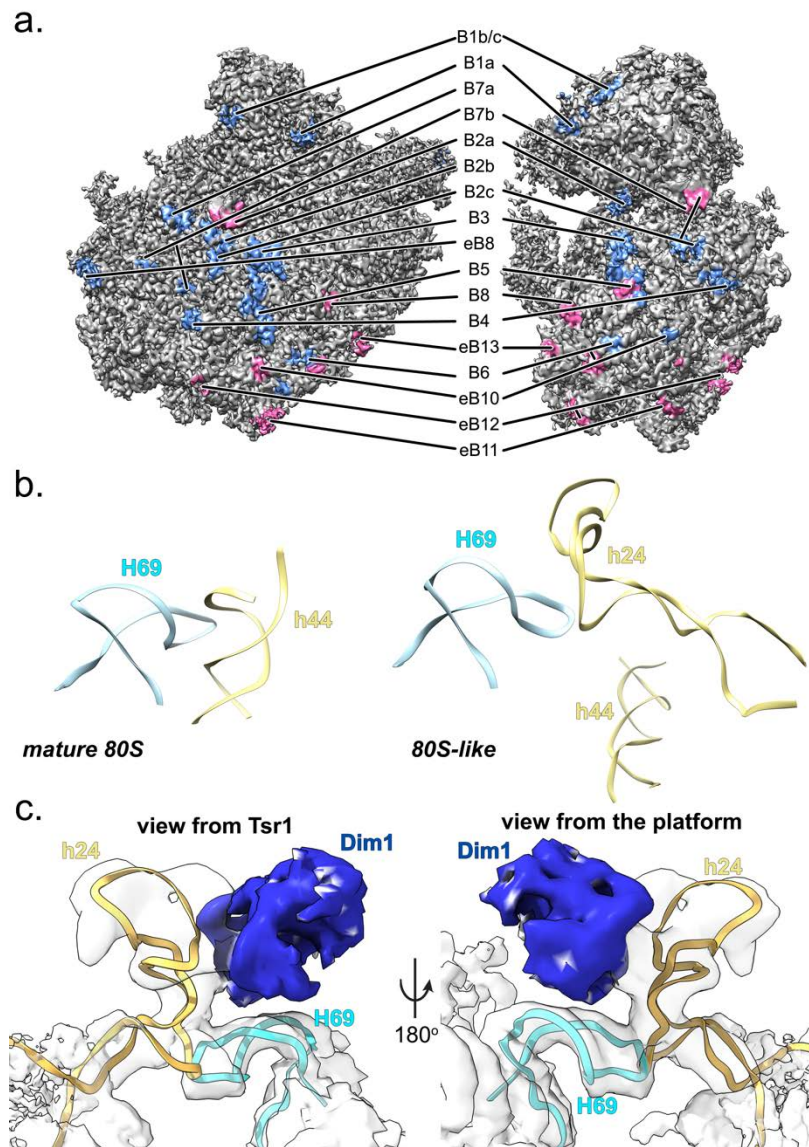 a.
B1b/c
B1a
B7a
B7b
B2a
B2b
B2c
B3
eB8
B5
B8
B4
eB13
B6
eB10
eB12
eB11
b.
H69
h44
mature 80S
H69
h24
h44
80S-like
c.
view from Tsr1
h24
Dim1
H69
180°
view from the platform
Dim1
h24
H69